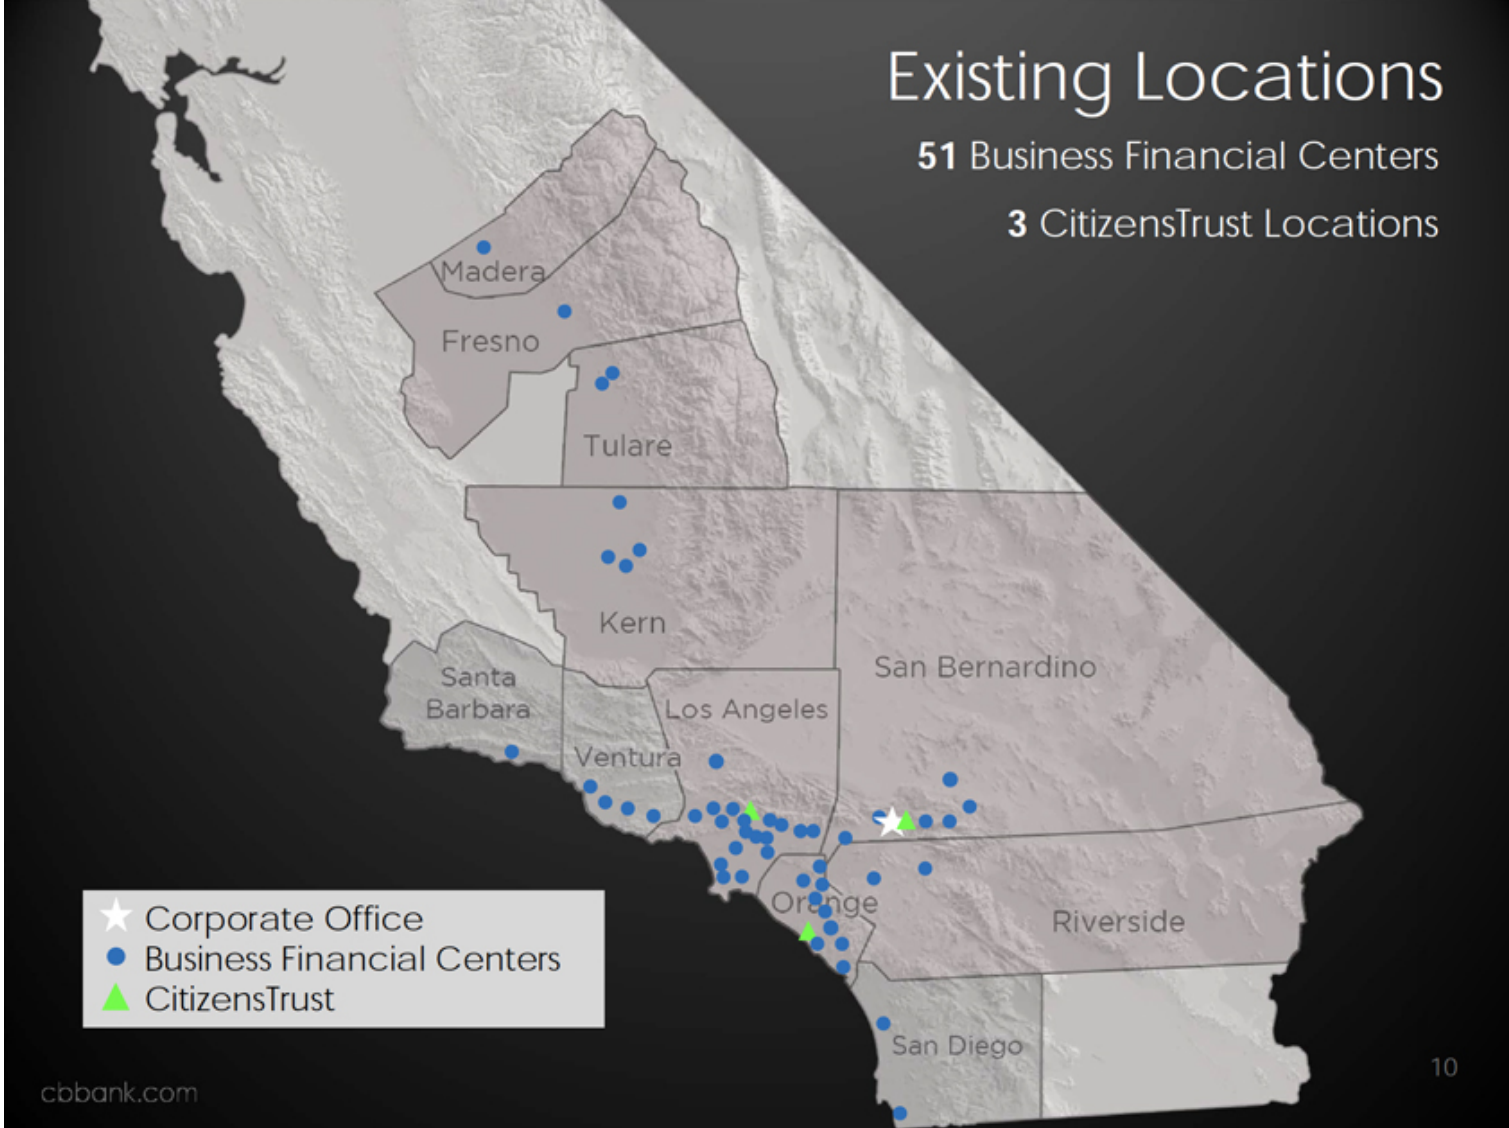 Existing Locations
51 Business Financial Centers
3 CitizensTrust Locations
Madera
Fresno
Tulare
Kern
San Bernardino
Santa
Barbara
Los Angeles
Ventura
Orange
Riverside
San Diego
Corporate Office
Business Financial Centers
CitizensTrust
cbbank.com
10